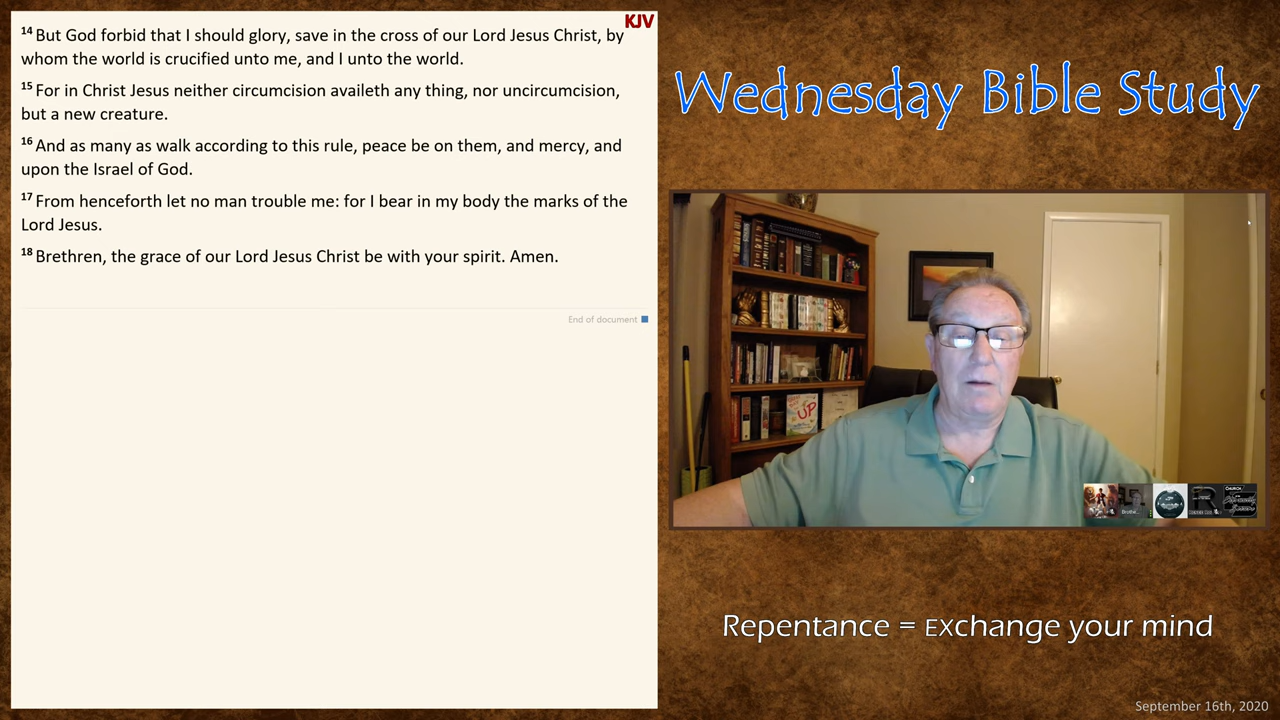 KJV
14 But God forbid that I should glory, save in the cross of our Lord Jesus Christ, by
whom the world is crucified unto me, and I unto the world.
15 For in Christ Jesus neither circumcision availeth any thing, nor uncircumcision,
but a new creature.
16 And as many as walk according to this rule, peace be on them, and mercy, and
upon the Israel of God.
17 From henceforth let no man trouble me: for I bear in my body the marks of the
Lord Jesus.
18 Brethren, the grace of our Lord Jesus Christ be with your spirit. Amen.
End of document
Wednesday Bible Study
UP
CHURCH
Repentance = EXchange your mind
September 16th, 2020